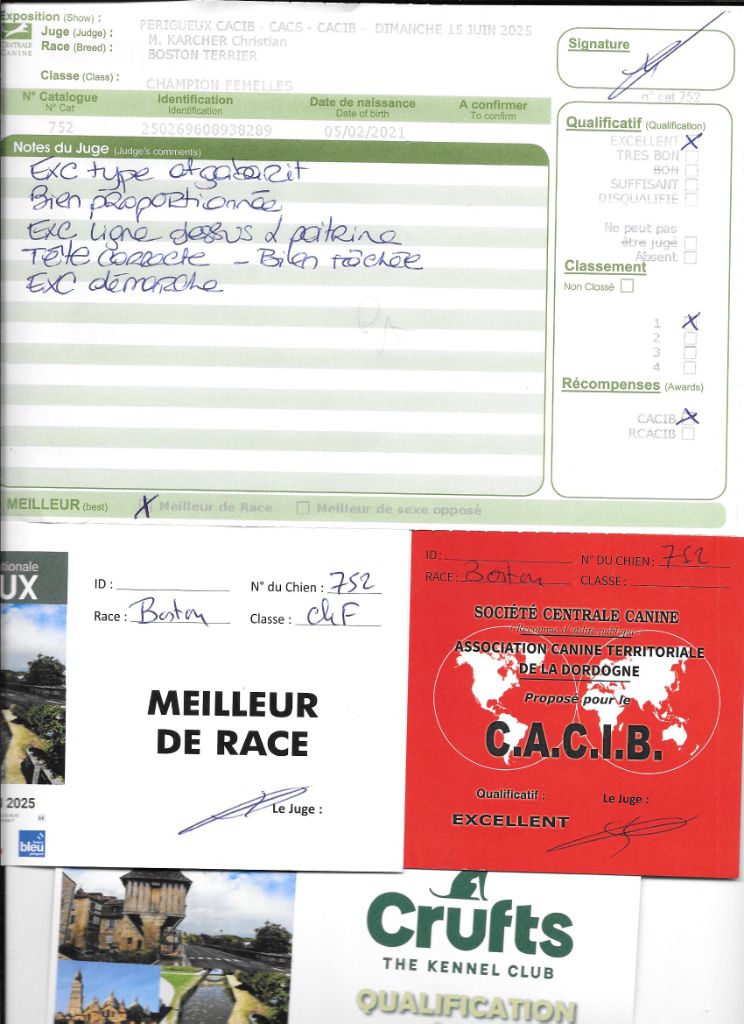 Exposition : (Show) :
PERIGUEUX CACIB - CACS - CACIB - DIMANCHE 15 JUIN 2025
Juge (Judge) :
M. KARCHER Christian
Race (Breed) :
BOSTON TERRIER
CENTRALE
CANINE
Classe (Class) :
CHAMPION FEMELLES
Signature
n° cat 752
N° Catalogue
N° Cat
Identification
Identification
Date de naissance
Date of birth
A confirmer
To confirm
752
250269608938289
05/02/2021
Notes du Juge (Judge's comments)
Exc type et gabarit
Bien proportionnée
Exc ligne dessus & poitrine
Tête correcte - Bien tâchée
Exc démarche
Qualificatif (Qualification)
EXCELLENT X
TRES BON
BON
SUFFISANT
DISQUALIFIÉ
Ne peut pas
être jugé
Absent
Classement
Non Classé
1 X
2
3
4
Récompenses (Awards)
CACIB X
RCACIB
MEILLEUR (best)
X Meilleur de Race
Meilleur de sexe opposé
tionale
UX
2025
bleu
ID :
N° du Chien : 752
Race : Boston
Classe : ChF
MEILLEUR
DE RACE
Le Juge :
ID :
N° DU CHIEN : 752
RACE : Boston
CLASSE :
SOCIÉTÉ CENTRALE CANINE
(Reconnue d'utilité publique)
ASSOCIATION CANINE TERRITORIALE
DE LA DORDOGNE
Proposé pour le
C.A.C.I.B.
Qualificatif :
Le Juge :
EXCELLENT
Crufts
THE KENNEL CLUB
QUALIFICATION